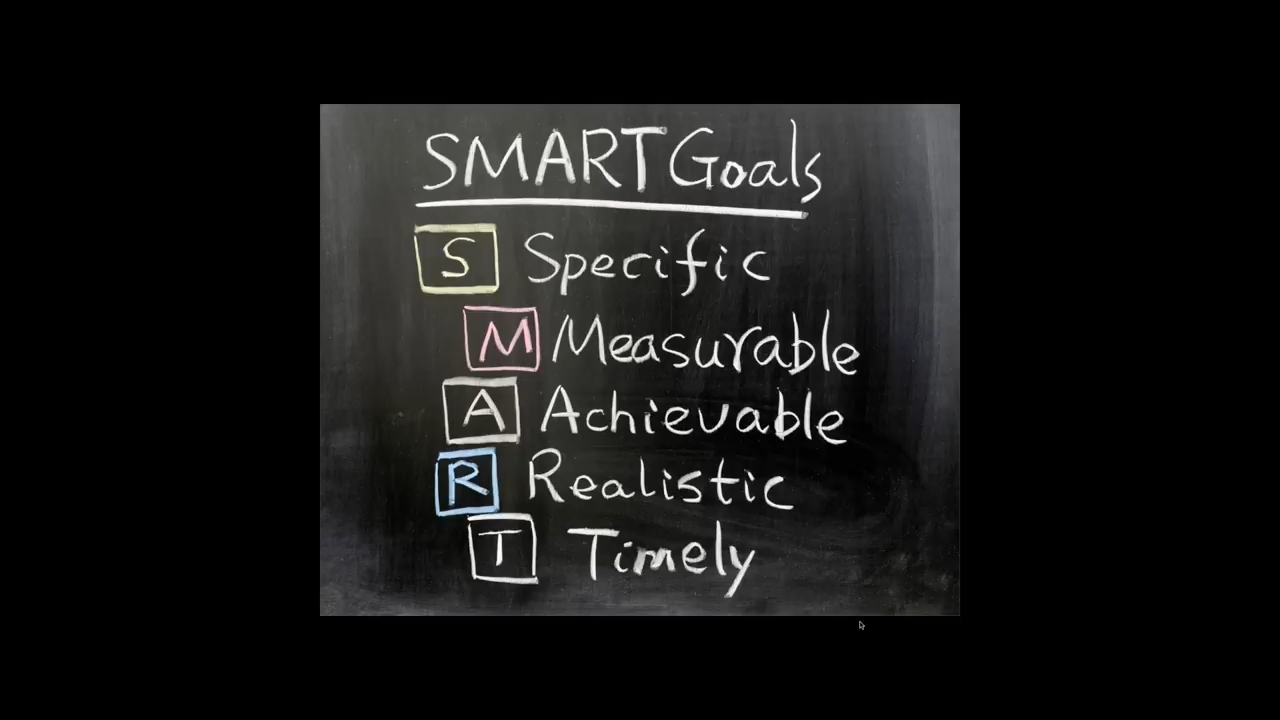 SMART Goals
S Specific
M Measurable
A Achievable
R Realistic
T Timely